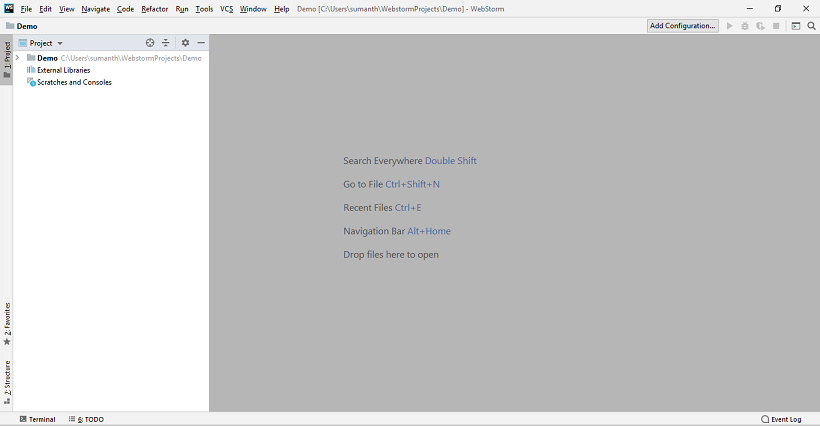 WS File Edit View Navigate Code Refactor Run Tools VCS Window Help Demo [C:\Users\sumanth\WebstormProjects\Demo] - WebStorm
Demo Add Configuration...
1: Project
Project
Demo C:\Users\sumanth\WebstormProjects\Demo
External Libraries
Scratches and Consoles
Search Everywhere Double Shift
Go to File Ctrl+Shift+N
Recent Files Ctrl+E
Navigation Bar Alt+Home
Drop files here to open
2: Favorites
7: Structure
Terminal 6: TODO Event Log